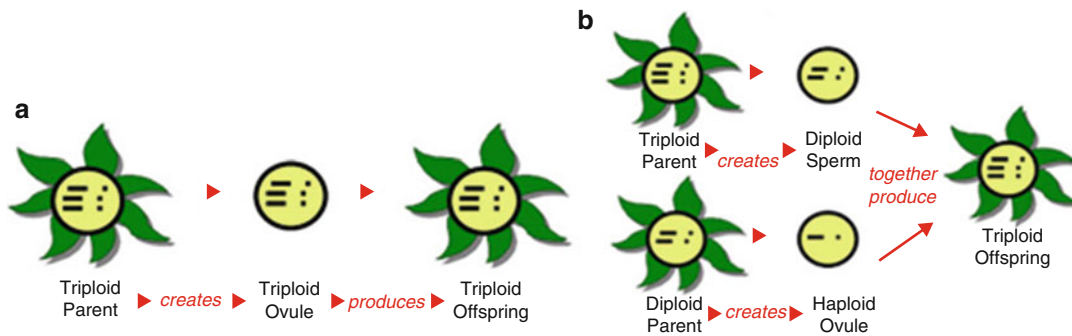 a
Triploid
Parent
creates
Triploid
Ovule
produces
Triploid
Offspring
b
Triploid
Parent
creates
Diploid
Sperm
together
produce
Diploid
Parent
creates
Haploid
Ovule
Triploid
Offspring